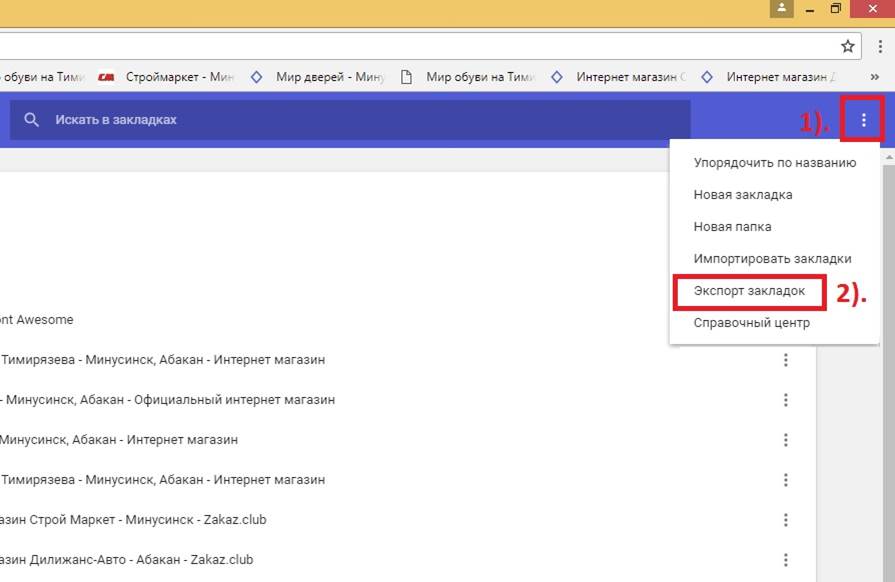 обуви на Тими
СМ Строймаркет - Мин
Мир дверей - Мину
Мир обуви на Тими
Интернет магазин С
Интернет магазин Д
»
Искать в закладках
1).
Упорядочить по названию
Новая закладка
Новая папка
Импортировать закладки
Экспорт закладок
2).
Справочный центр
nt Awesome
Тимирязева - Минусинск, Абакан - Интернет магазин
- Минусинск, Абакан - Официальный интернет магазин
Минусинск, Абакан - Интернет магазин
Тимирязева - Минусинск, Абакан - Интернет магазин
азин Строй Маркет - Минусинск - Zakaz.club
азин Дилижанс-Авто - Абакан - Zakaz.club